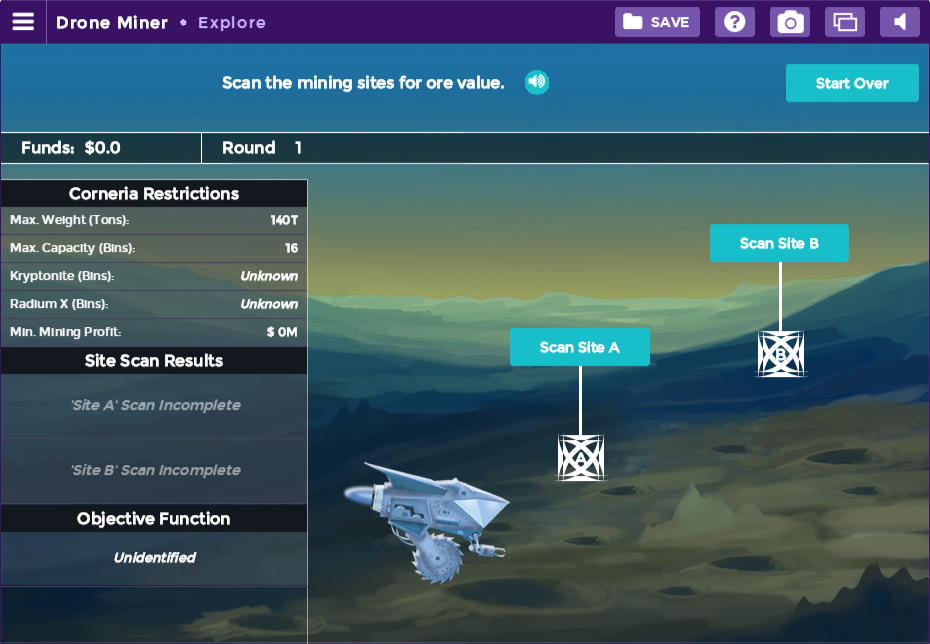 Drone Miner • Explore
SAVE
?
Scan the mining sites for ore value.
Start Over
Funds: $0.0
Round 1
Corneria Restrictions
Max. Weight (Tons): 140T
Max. Capacity (Bins): 16
Kryptonite (Bins): Unknown
Radium X (Bins): Unknown
Min. Mining Profit: $ 0M
Site Scan Results
'Site A' Scan Incomplete
'Site B' Scan Incomplete
Objective Function
Unidentified
Scan Site B
B
Scan Site A
A